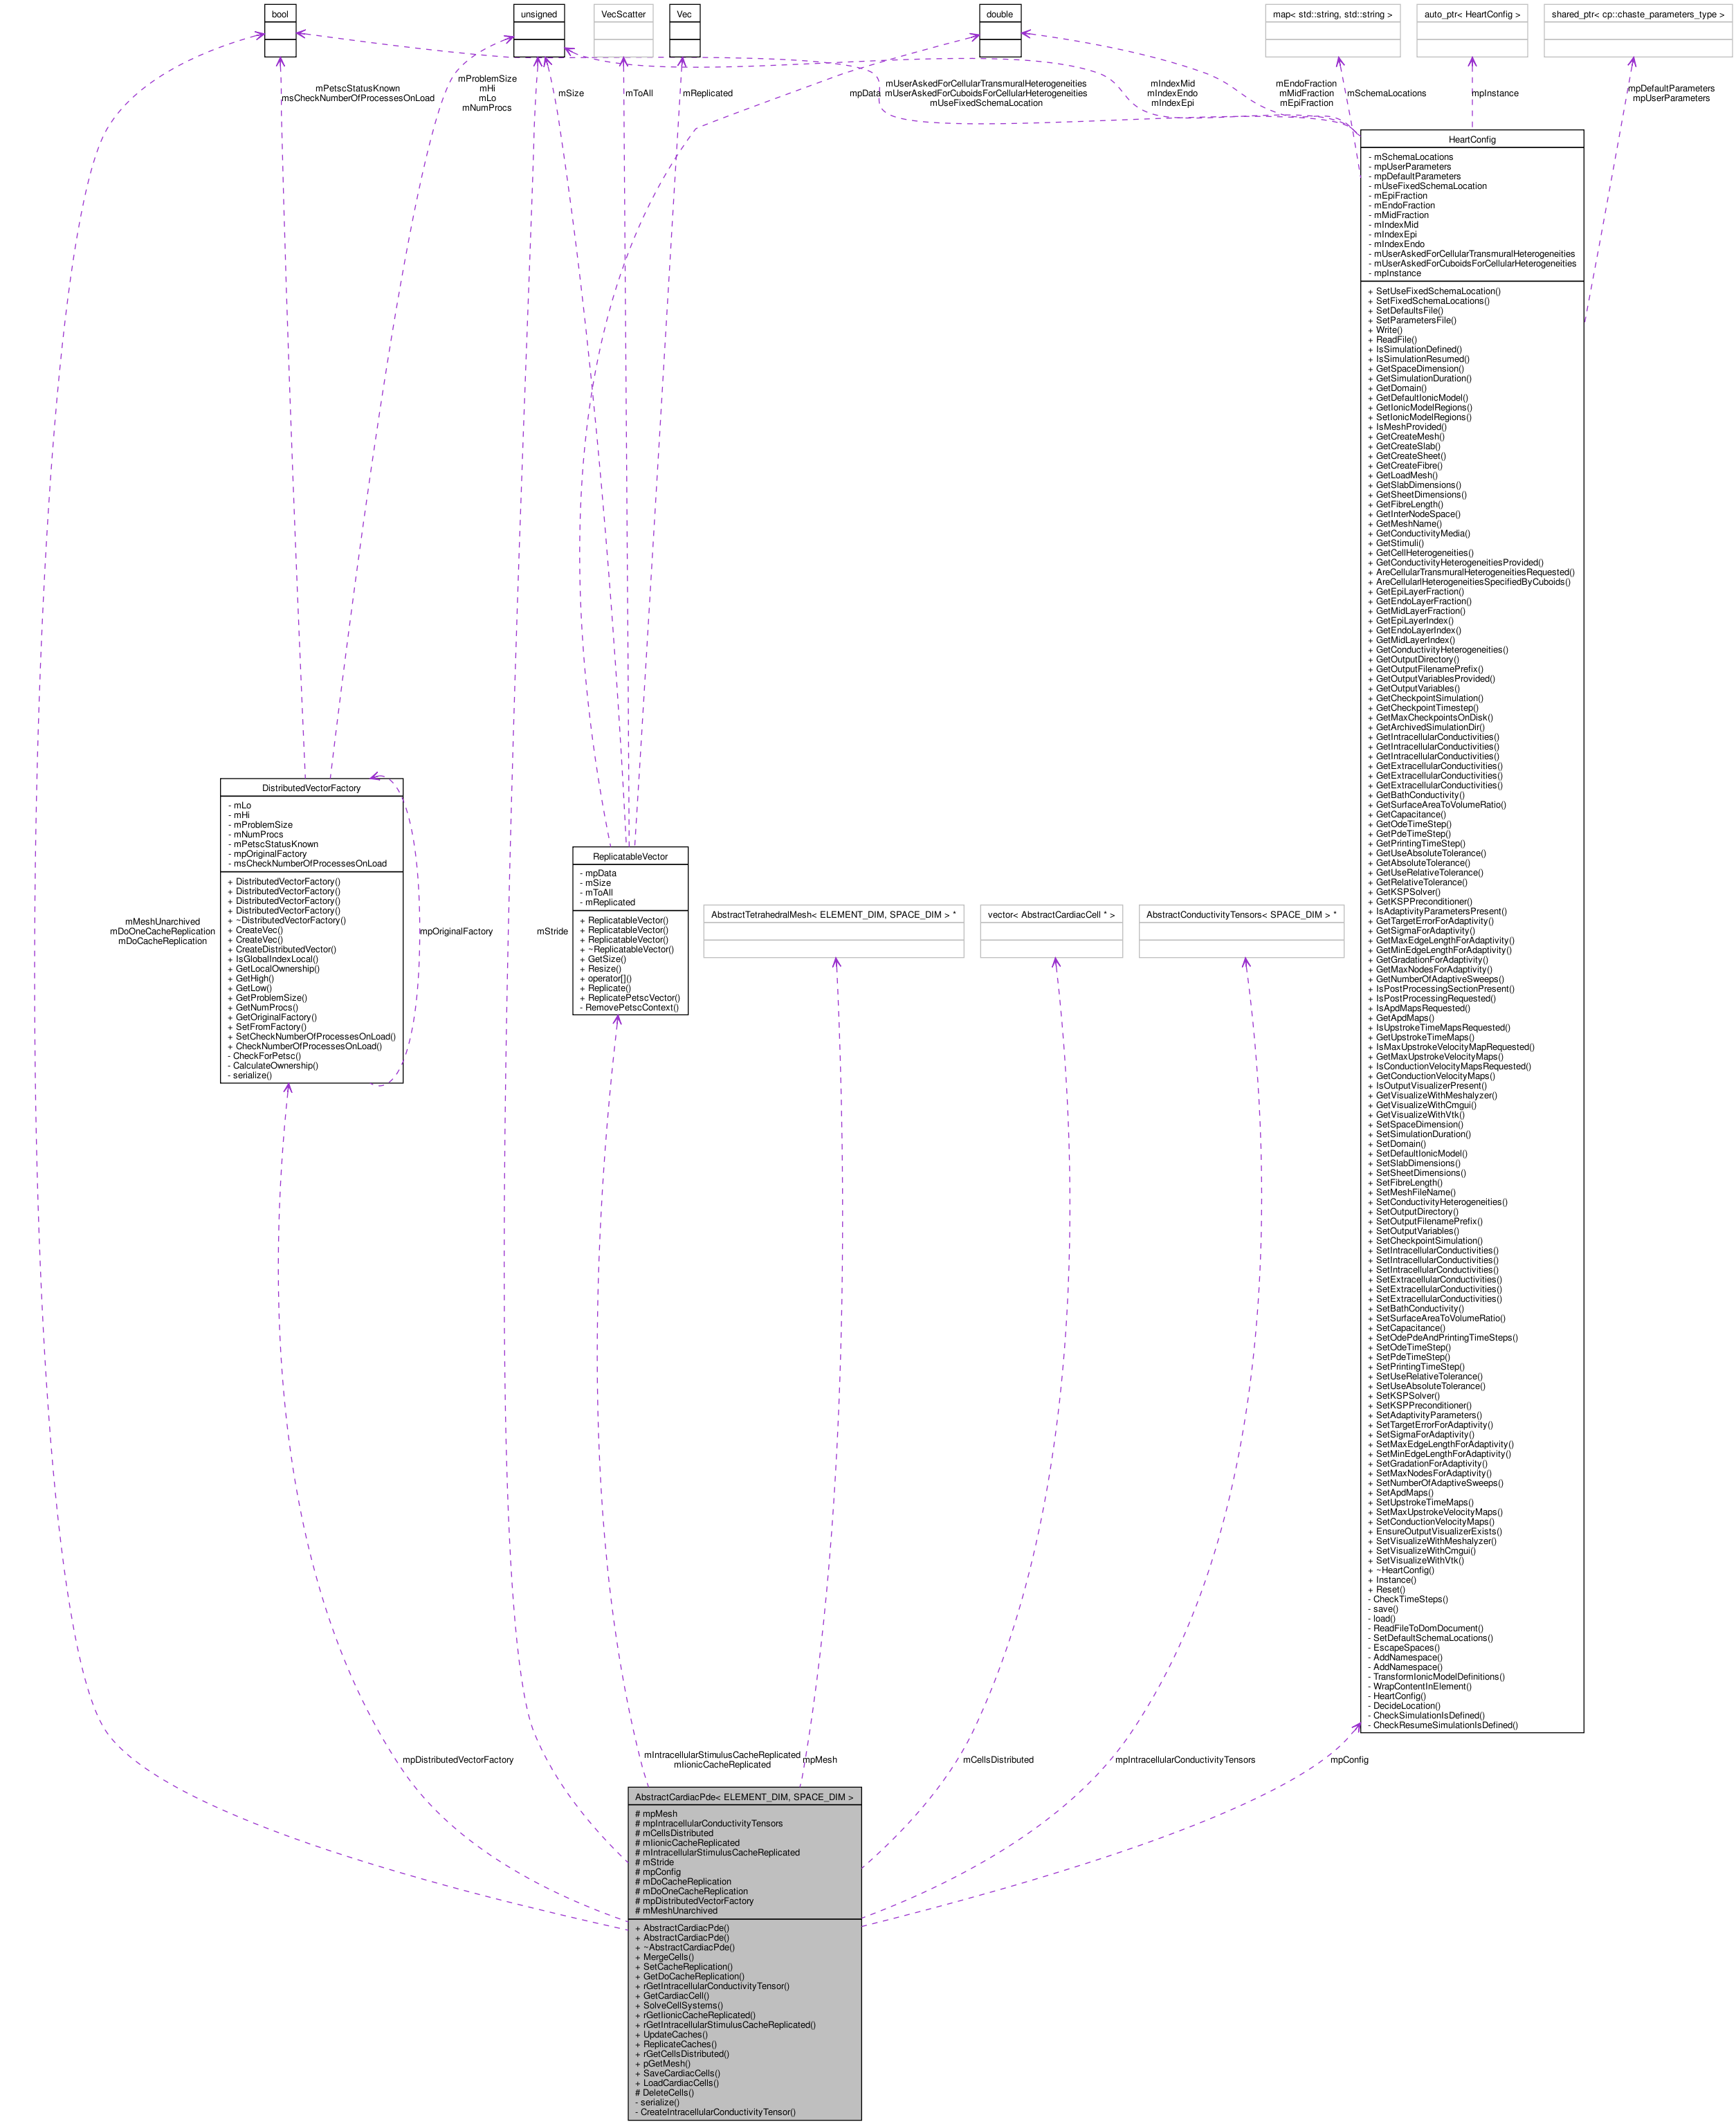 bool
unsigned
VecScatter
Vec
double
map< std::string, std::string >
auto_ptr< HeartConfig >
shared_ptr< cp::chaste_parameters_type >
mPetscStatusKnown
msCheckNumberOfProcessesOnLoad
mProblemSize
mHi
mLo
mNumProcs
mSize
mToAll
mReplicated
mpData
mUserAskedForCellularTransmuralHeterogeneities
mUserAskedForCuboidsForCellularHeterogeneities
mUseFixedSchemaLocation
mIndexMid
mIndexEndo
mIndexEpi
mEndoFraction
mMidFraction
mEpiFraction
mSchemaLocations
mpInstance
mpDefaultParameters
mpUserParameters
HeartConfig
- mSchemaLocations
- mpUserParameters
- mpDefaultParameters
- mUseFixedSchemaLocation
- mEpiFraction
- mEndoFraction
- mMidFraction
- mIndexMid
- mIndexEpi
- mIndexEndo
- mUserAskedForCellularTransmuralHeterogeneities
- mUserAskedForCuboidsForCellularHeterogeneities
- mpInstance
+ SetUseFixedSchemaLocation()
+ SetFixedSchemaLocations()
+ SetDefaultsFile()
+ SetParametersFile()
+ Write()
+ ReadFile()
+ IsSimulationDefined()
+ IsSimulationResumed()
+ GetSpaceDimension()
+ GetSimulationDuration()
+ GetDomain()
+ GetDefaultIonicModel()
+ GetIonicModelRegions()
+ SetIonicModelRegions()
+ IsMeshProvided()
+ GetCreateMesh()
+ GetCreateSlab()
+ GetCreateSheet()
+ GetCreateFibre()
+ GetLoadMesh()
+ GetSlabDimensions()
+ GetSheetDimensions()
+ GetFibreLength()
+ GetInterNodeSpace()
+ GetMeshName()
+ GetConductivityMedia()
+ GetStimuli()
+ GetCellHeterogeneities()
+ GetConductivityHeterogeneitiesProvided()
+ AreCellularTransmuralHeterogeneitiesRequested()
+ AreCellularlHeterogeneitiesSpecifiedByCuboids()
+ GetEpiLayerFraction()
+ GetEndoLayerFraction()
+ GetMidLayerFraction()
+ GetEpiLayerIndex()
+ GetEndoLayerIndex()
+ GetMidLayerIndex()
+ GetConductivityHeterogeneities()
+ GetOutputDirectory()
+ GetOutputFilenamePrefix()
+ GetOutputVariablesProvided()
+ GetOutputVariables()
+ GetCheckpointSimulation()
+ GetCheckpointTimestep()
+ GetMaxCheckpointsOnDisk()
+ GetArchivedSimulationDir()
+ GetIntracellularConductivities()
+ GetIntracellularConductivities()
+ GetIntracellularConductivities()
+ GetExtracellularConductivities()
+ GetExtracellularConductivities()
+ GetExtracellularConductivities()
+ GetBathConductivity()
+ GetSurfaceAreaToVolumeRatio()
+ GetCapacitance()
+ GetOdeTimeStep()
+ GetPdeTimeStep()
+ GetPrintingTimeStep()
+ GetUseAbsoluteTolerance()
+ GetAbsoluteTolerance()
+ GetUseRelativeTolerance()
+ GetRelativeTolerance()
+ GetKSPSolver()
+ GetKSPPreconditioner()
+ IsAdaptivityParametersPresent()
+ GetTargetErrorForAdaptivity()
+ GetSigmaForAdaptivity()
+ GetMaxEdgeLengthForAdaptivity()
+ GetMinEdgeLengthForAdaptivity()
+ GetGradationForAdaptivity()
+ GetMaxNodesForAdaptivity()
+ GetNumberOfAdaptiveSweeps()
+ IsPostProcessingSectionPresent()
+ IsPostProcessingRequested()
+ IsApdMapsRequested()
+ GetApdMaps()
+ IsUpstrokeTimeMapsRequested()
+ GetUpstrokeTimeMaps()
+ IsMaxUpstrokeVelocityMapRequested()
+ GetMaxUpstrokeVelocityMaps()
+ IsConductionVelocityMapsRequested()
+ GetConductionVelocityMaps()
+ IsOutputVisualizerPresent()
+ GetVisualizeWithMeshalyzer()
+ GetVisualizeWithCmgui()
+ GetVisualizeWithVtk()
+ SetSpaceDimension()
+ SetSimulationDuration()
+ SetDomain()
+ SetDefaultIonicModel()
+ SetSlabDimensions()
+ SetSheetDimensions()
+ SetFibreLength()
+ SetMeshFileName()
+ SetConductivityHeterogeneities()
+ SetOutputDirectory()
+ SetOutputFilenamePrefix()
+ SetOutputVariables()
+ SetCheckpointSimulation()
+ SetIntracellularConductivities()
+ SetIntracellularConductivities()
+ SetIntracellularConductivities()
+ SetExtracellularConductivities()
+ SetExtracellularConductivities()
+ SetExtracellularConductivities()
+ SetBathConductivity()
+ SetSurfaceAreaToVolumeRatio()
+ SetCapacitance()
+ SetOdePdeAndPrintingTimeSteps()
+ SetOdeTimeStep()
+ SetPdeTimeStep()
+ SetPrintingTimeStep()
+ SetUseRelativeTolerance()
+ SetUseAbsoluteTolerance()
+ SetKSPSolver()
+ SetKSPPreconditioner()
+ SetAdaptivityParameters()
+ SetTargetErrorForAdaptivity()
+ SetSigmaForAdaptivity()
+ SetMaxEdgeLengthForAdaptivity()
+ SetMinEdgeLengthForAdaptivity()
+ SetGradationForAdaptivity()
+ SetMaxNodesForAdaptivity()
+ SetNumberOfAdaptiveSweeps()
+ SetApdMaps()
+ SetUpstrokeTimeMaps()
+ SetMaxUpstrokeVelocityMaps()
+ SetConductionVelocityMaps()
+ EnsureOutputVisualizerExists()
+ SetVisualizeWithMeshalyzer()
+ SetVisualizeWithCmgui()
+ SetVisualizeWithVtk()
+ ~HeartConfig()
+ Instance()
+ Reset()
- CheckTimeSteps()
- save()
- load()
- ReadFileToDomDocument()
- SetDefaultSchemaLocations()
- EscapeSpaces()
- AddNamespace()
- AddNamespace()
- TransformIonicModelDefinitions()
- WrapContentInElement()
- HeartConfig()
- DecideLocation()
- CheckSimulationIsDefined()
- CheckResumeSimulationIsDefined()
DistributedVectorFactory
- mLo
- mHi
- mProblemSize
- mNumProcs
- mPetscStatusKnown
- mpOriginalFactory
- msCheckNumberOfProcessesOnLoad
+ DistributedVectorFactory()
+ DistributedVectorFactory()
+ DistributedVectorFactory()
+ DistributedVectorFactory()
+ ~DistributedVectorFactory()
+ CreateVec()
+ CreateVec()
+ CreateDistributedVector()
+ IsGlobalIndexLocal()
+ GetLocalOwnership()
+ GetHigh()
+ GetLow()
+ GetProblemSize()
+ GetNumProcs()
+ GetOriginalFactory()
+ SetFromFactory()
+ SetCheckNumberOfProcessesOnLoad()
+ CheckNumberOfProcessesOnLoad()
- CheckForPetsc()
- CalculateOwnership()
- serialize()
mpOriginalFactory
mMeshUnarchived
mDoOneCacheReplication
mDoCacheReplication
mStride
ReplicatableVector
- mpData
- mSize
- mToAll
- mReplicated
+ ReplicatableVector()
+ ReplicatableVector()
+ ReplicatableVector()
+ ~ReplicatableVector()
+ GetSize()
+ Resize()
+ operator[]()
+ Replicate()
+ ReplicatePetscVector()
- RemovePetscContext()
AbstractTetrahedralMesh< ELEMENT_DIM, SPACE_DIM > *
vector< AbstractCardiacCell * >
AbstractConductivityTensors< SPACE_DIM > *
mpDistributedVectorFactory
mIntracellularStimulusCacheReplicated
mIionicCacheReplicated
mpMesh
mCellsDistributed
mpIntracellularConductivityTensors
mpConfig
AbstractCardiacPde< ELEMENT_DIM, SPACE_DIM >
# mpMesh
# mpIntracellularConductivityTensors
# mCellsDistributed
# mIionicCacheReplicated
# mIntracellularStimulusCacheReplicated
# mStride
# mpConfig
# mDoCacheReplication
# mDoOneCacheReplication
# mpDistributedVectorFactory
# mMeshUnarchived
+ AbstractCardiacPde()
+ AbstractCardiacPde()
+ ~AbstractCardiacPde()
+ MergeCells()
+ SetCacheReplication()
+ GetDoCacheReplication()
+ rGetIntracellularConductivityTensor()
+ GetCardiacCell()
+ SolveCellSystems()
+ rGetIionicCacheReplicated()
+ rGetIntracellularStimulusCacheReplicated()
+ UpdateCaches()
+ ReplicateCaches()
+ rGetCellsDistributed()
+ pGetMesh()
+ SaveCardiacCells()
+ LoadCardiacCells()
# DeleteCells()
- serialize()
- CreateIntracellularConductivityTensor()